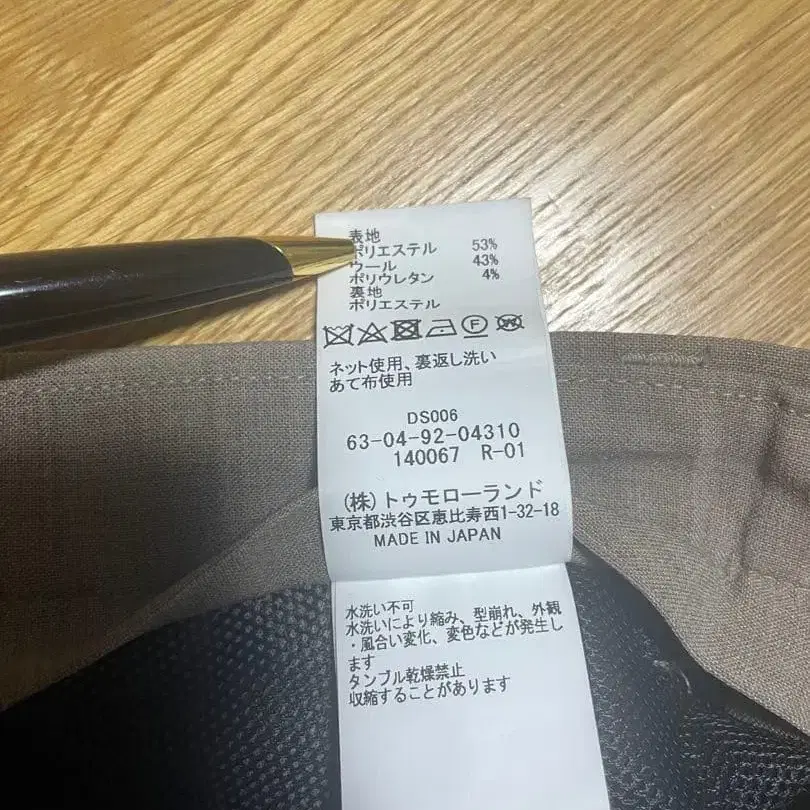 表地
ポリエステル 53%
ウール 43%
ポリウレタン 4%
裏地
ポリエステル
F W
ネット使用、裏返し洗い
あて布使用
DS006
63-04-92-04310
140067 R-01
(株)トゥモローランド
東京都渋谷区恵比寿西1-32-18
MADE IN JAPAN
水洗い不可
水洗いにより縮み、型崩れ、外観
・風合い変化、変色などが発生し
ます
タンブル乾燥禁止
収縮することがあります